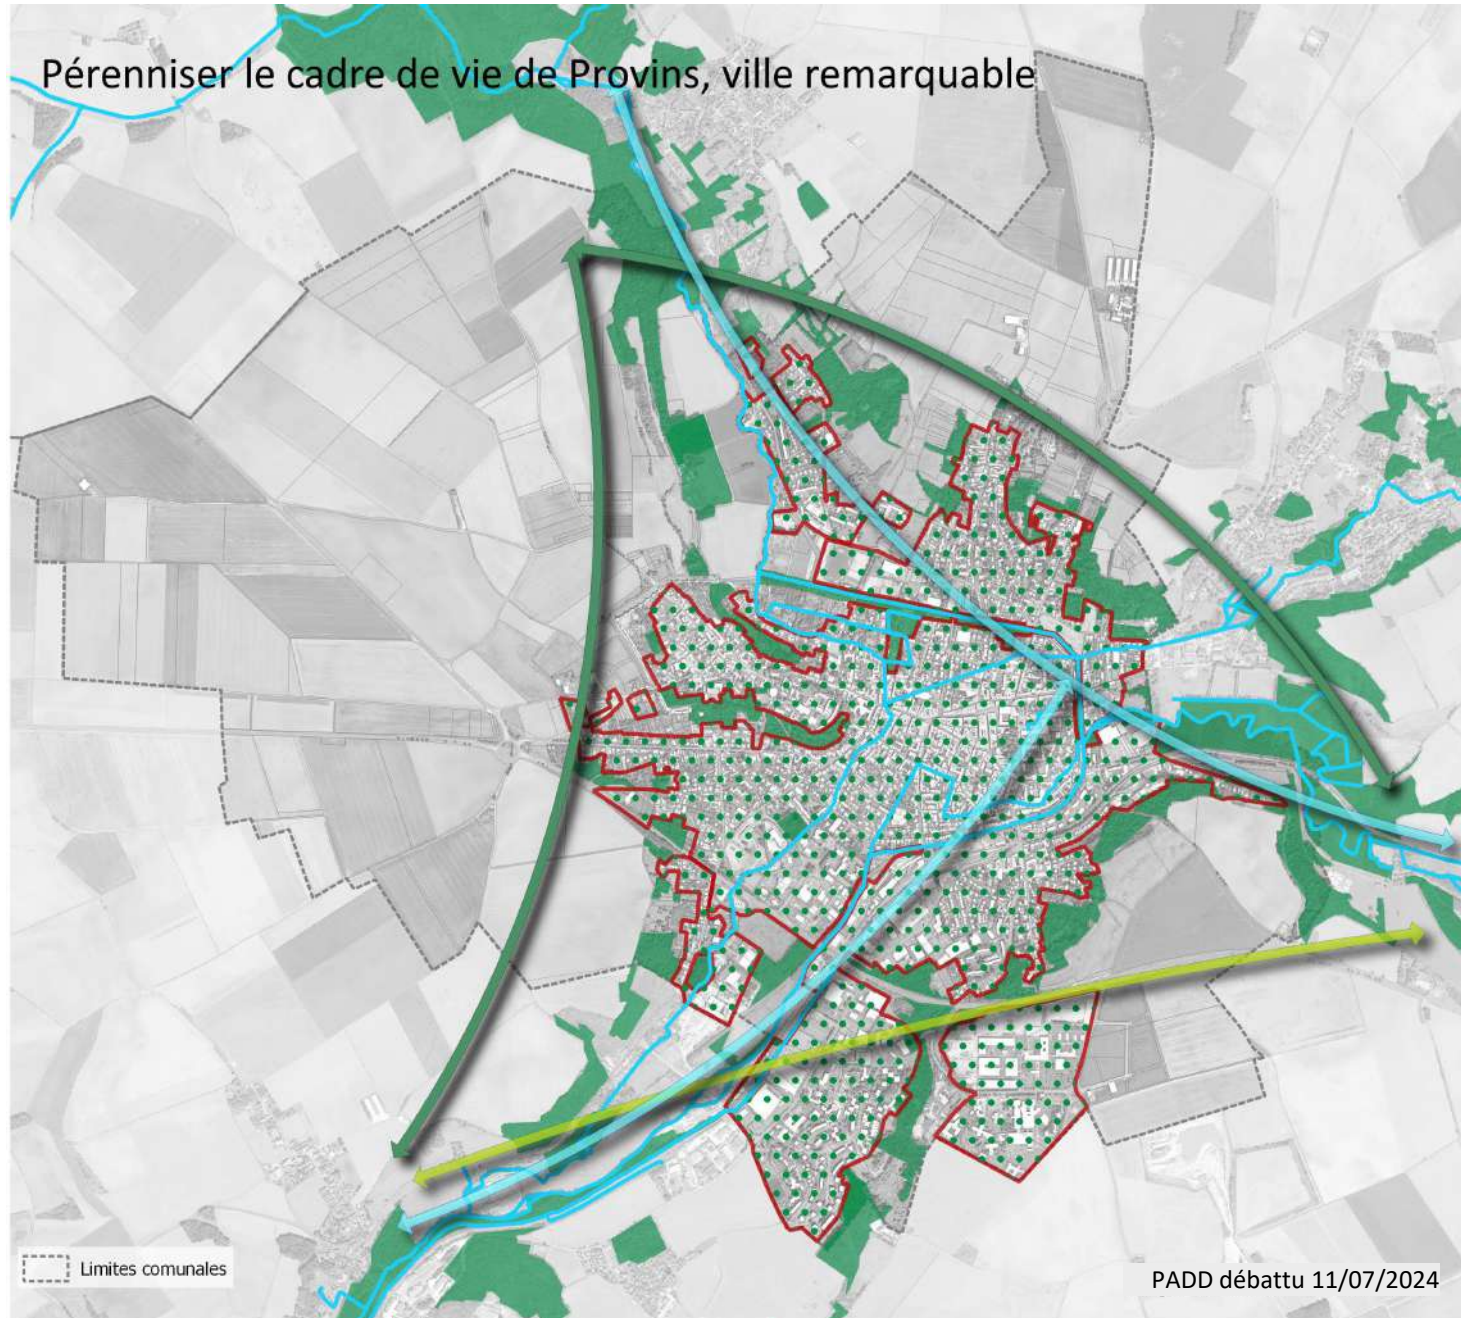 Pérenniser le cadre de vie de Provins, ville remarquable
Limites comunales
PADD débattu 11/07/2024